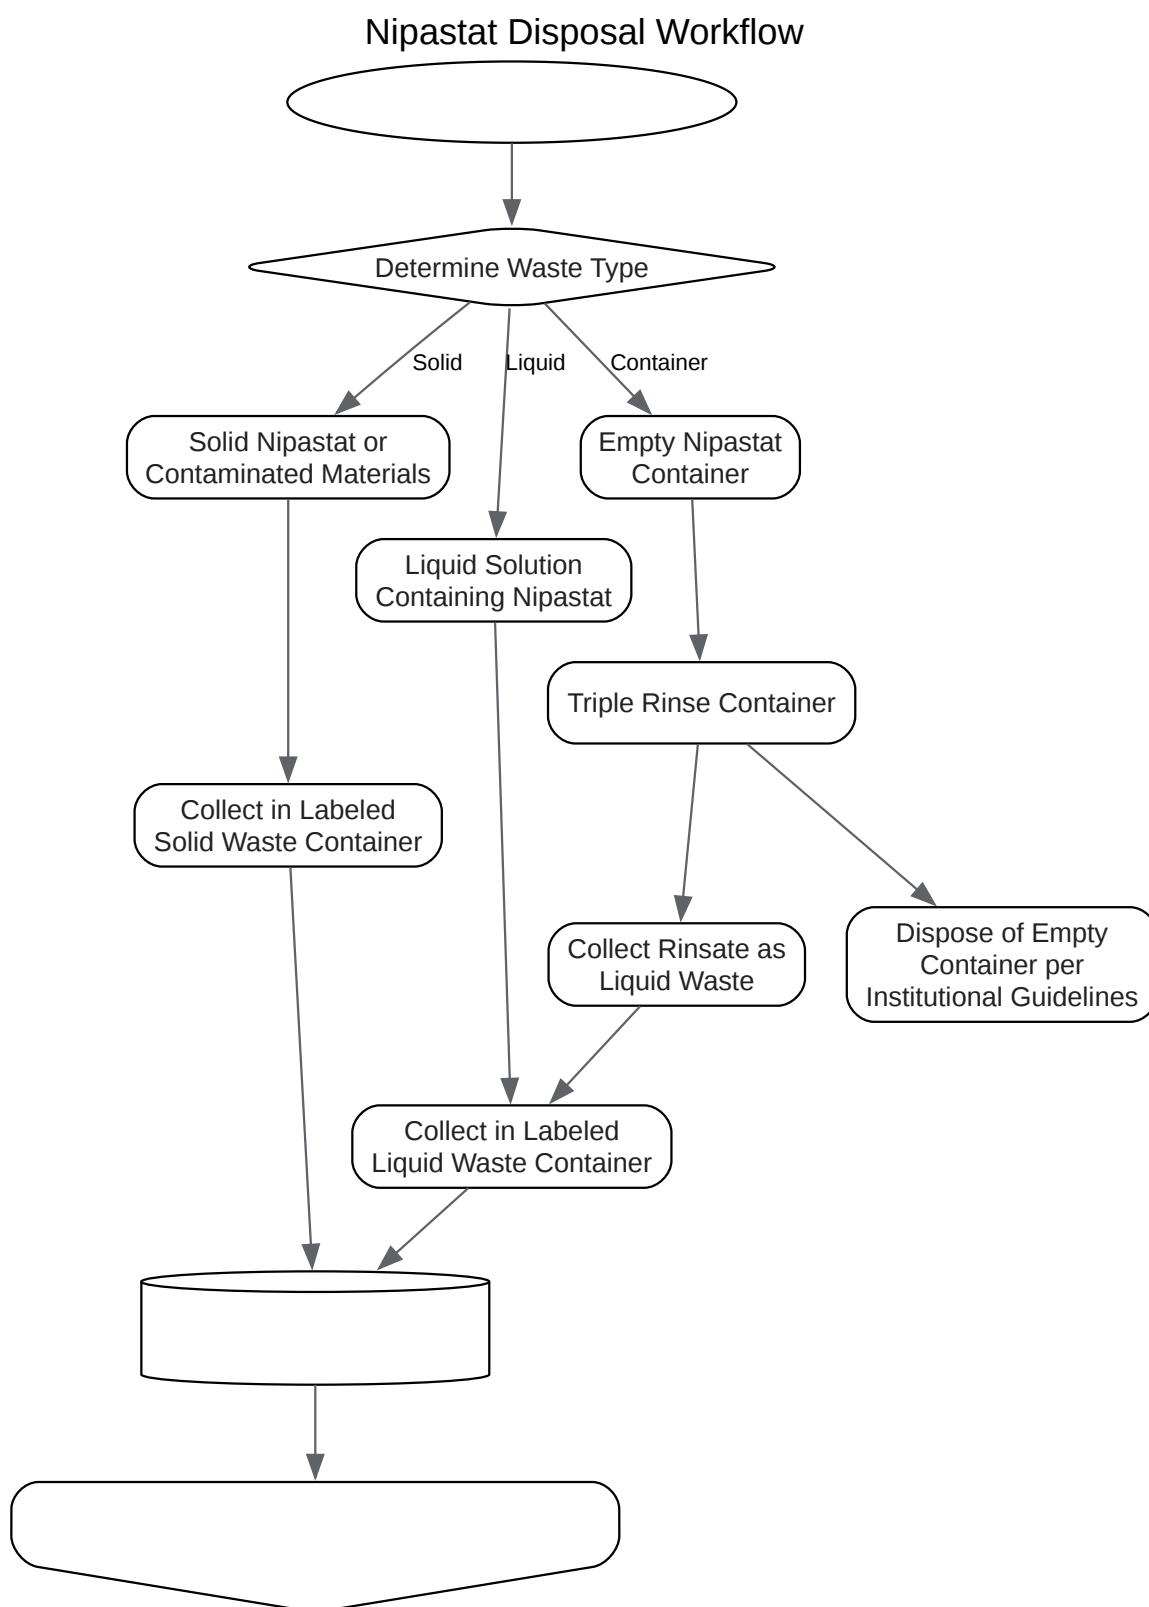 Nipastat Disposal Workflow
Determine Waste Type
Solid
Liquid
Container
Solid Nipastat or
Contaminated Materials
Empty Nipastat
Container
Liquid Solution
Containing Nipastat
Triple Rinse Container
Collect in Labeled
Solid Waste Container
Collect Rinsate as
Liquid Waste
Dispose of Empty
Container per
Institutional Guidelines
Collect in Labeled
Liquid Waste Container